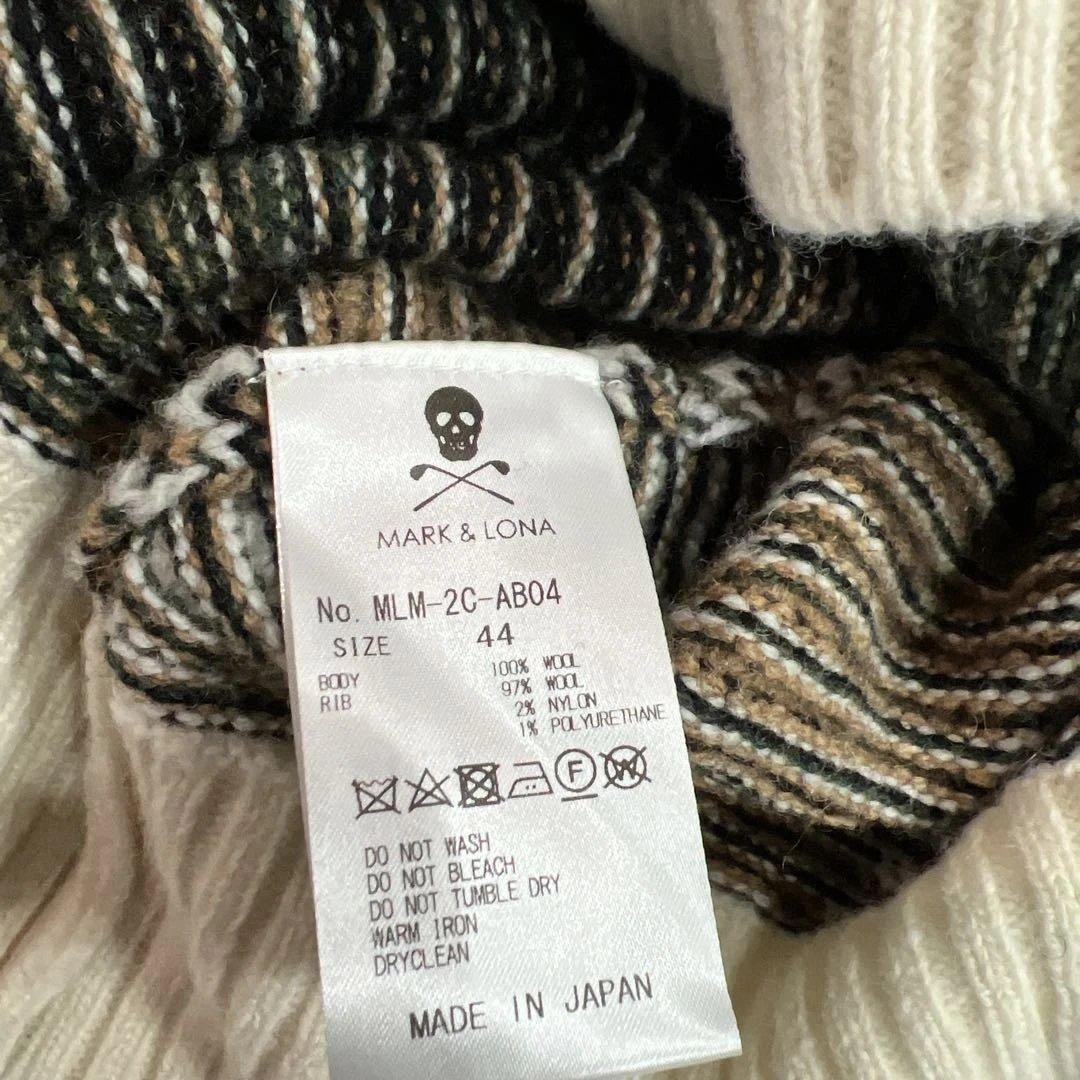 MARK & LONA
No. MLM-2C-AB04
SIZE 44
BODY 100% WOOL
RIB 97% WOOL
2% NYLON
1% POLYURETHANE
F W
DO NOT WASH
DO NOT BLEACH
DO NOT TUMBLE DRY
WARM IRON
DRYCLEAN
MADE IN JAPAN